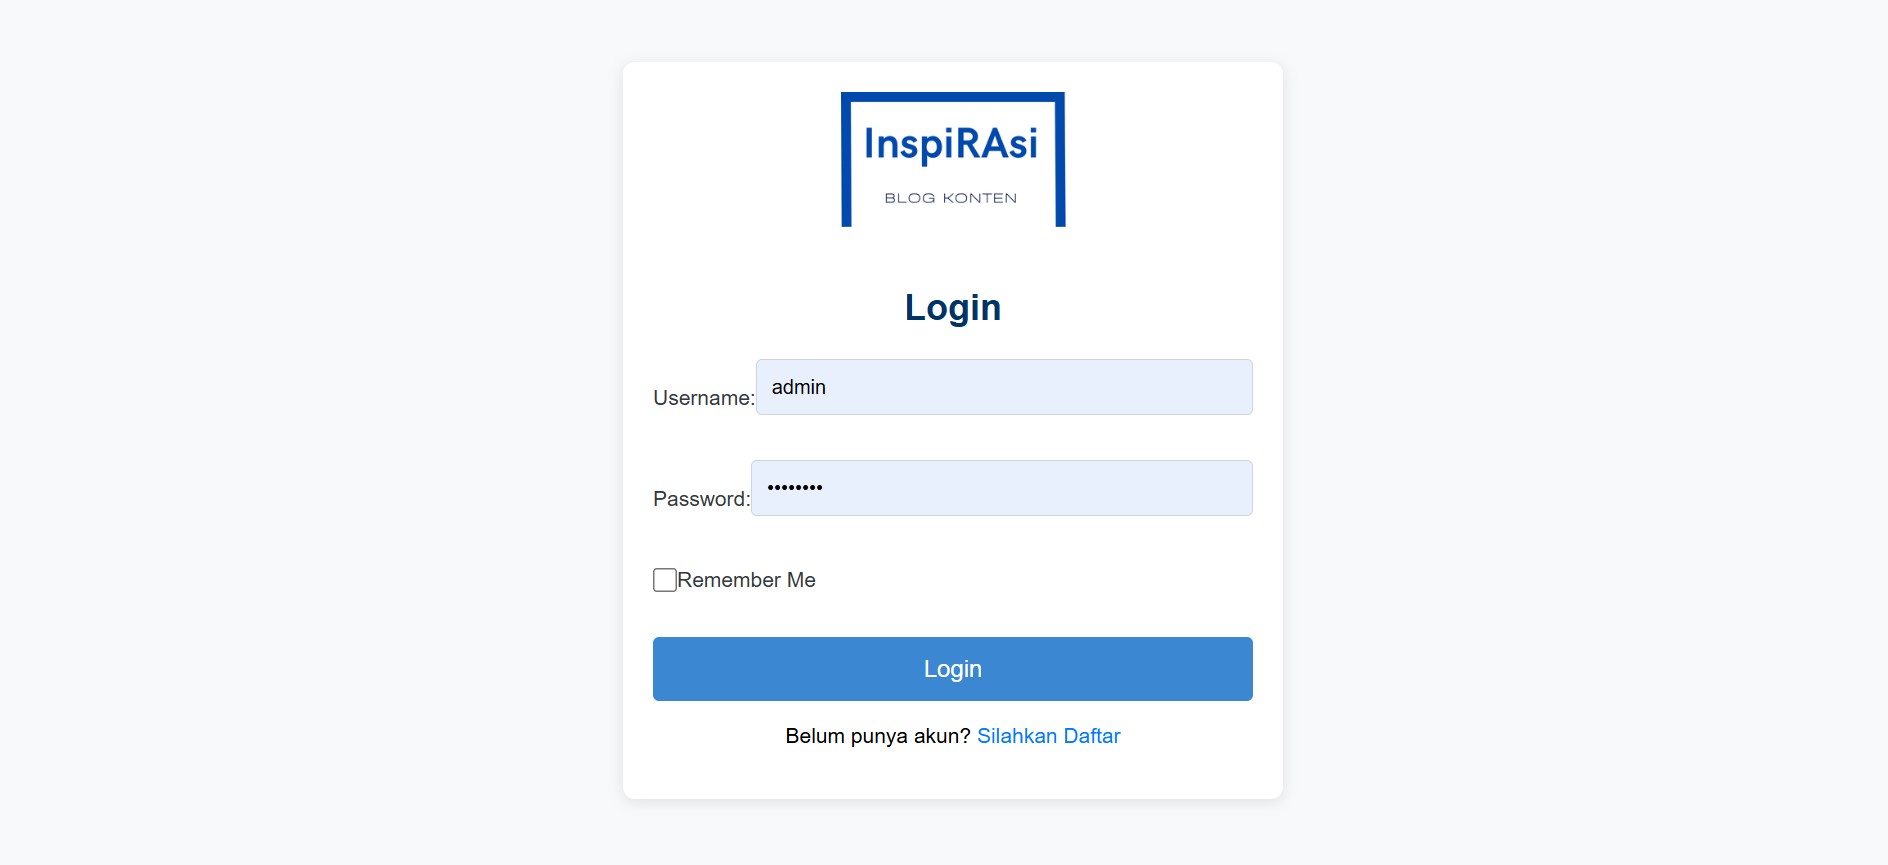 InspiRAsi
BLOG KONTEN
Login
Username: admin
Password: ••••••••
Remember Me
Login
Belum punya akun? Silahkan Daftar